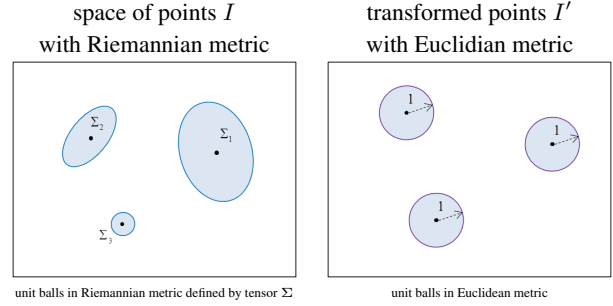 space of points I
with Riemannian metric
transformed points I′
with Euclidian metric
Σ2
Σ1
Σ3
1
1
1
unit balls in Riemannian metric defined by tensor Σ
unit balls in Euclidean metric